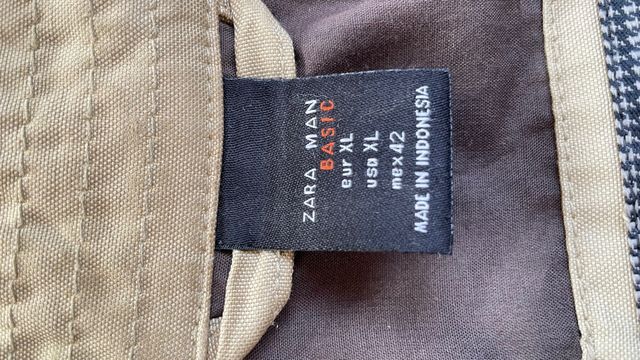 ZARA MAN
BASIC
eur XL
usa XL
mex 42
MADE IN INDONESIA